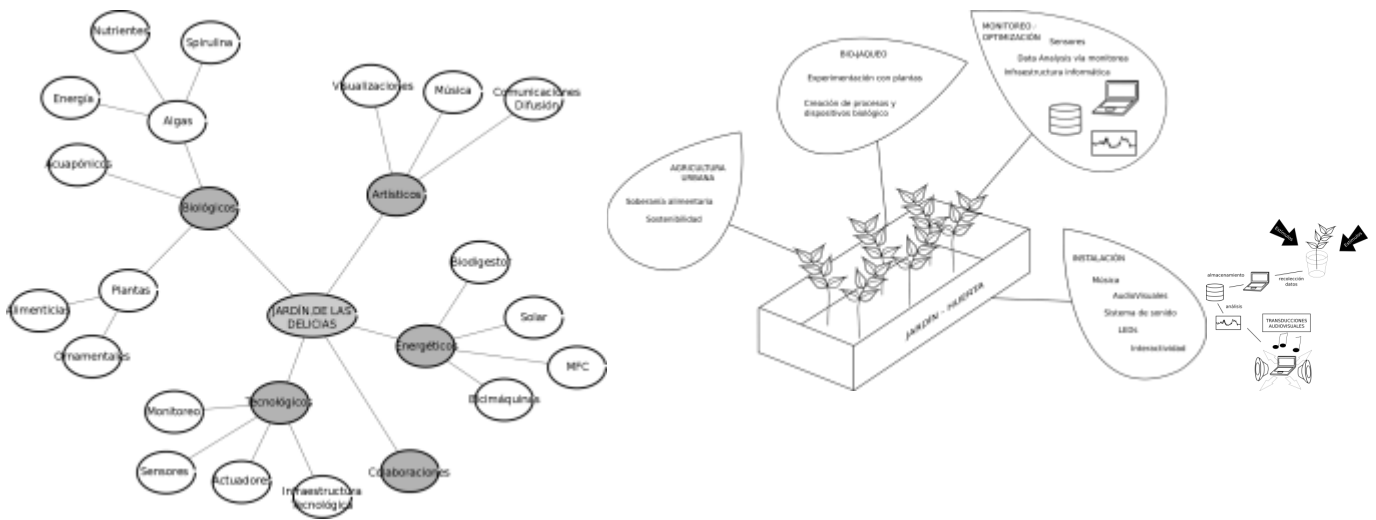 Nutrientes
Spirulina
Energía
Algas
Acuapónicos
Biológicos
Plantas
Alimenticias
Ornamentales
Visualizaciones
Música
Comunicaciones
Difusión
Artísticos
JARDÍN DE LAS
DELICIAS
Biodigesto
Solar
Energéticos
MFC
Bicimáquinas
Tecnológicos
Monitoreo
Sensores
Actuadores
Infraestructura
Tecnológica
Colaboraciones
AGRICULTURA
URBANA
Soberanía alimentaria
Sostenibilidad
BIOJAQUEO
Experimentación con plantas
Creación de procesos y
dispositivos biológico
MONITOREO -
OPTIMIZACIÓN
Sensores
Data Analysis vía monitorea
Infraestructura informática
JARDÍN - HUERTA
INSTALACIÓN
Música
AudioVisuales
Sistema de sonido
LEDs
Interactividad
almacenamiento
recolección
datos
análisis
TRANSDUCCIONES
AUDIOVISUALES